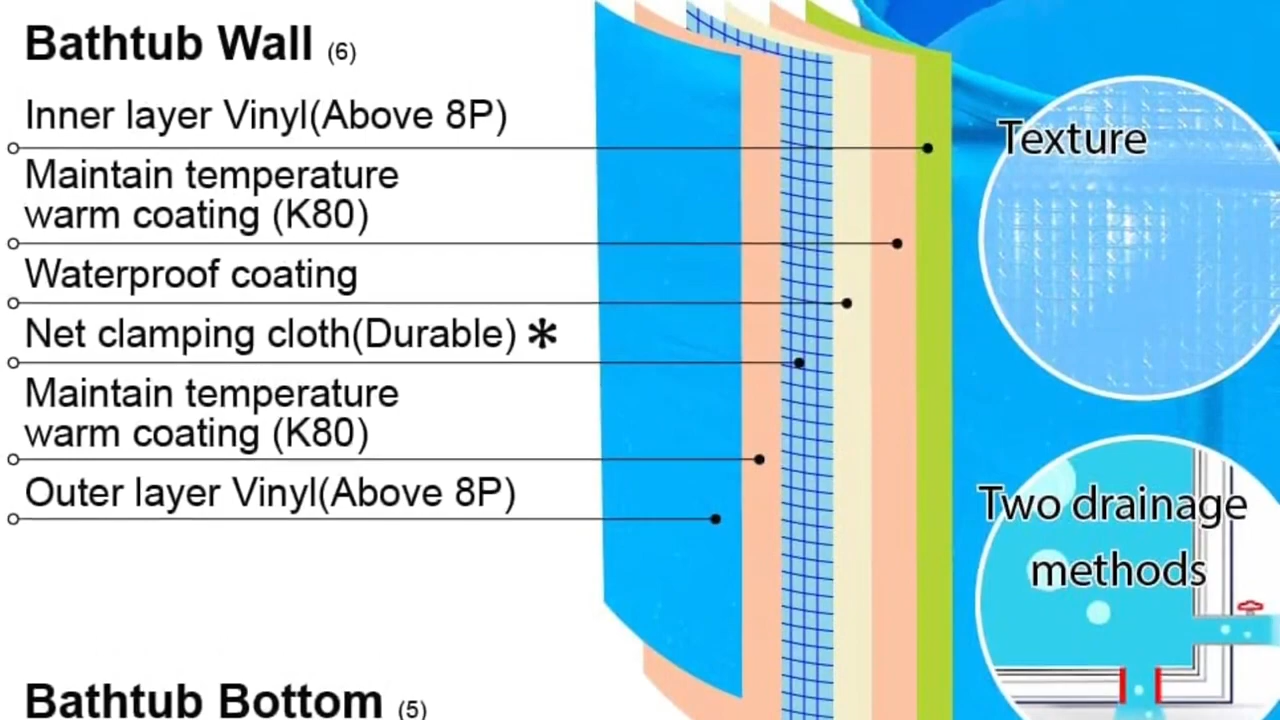 Bathtub Wall (6)
Inner layer Vinyl(Above 8P)
Maintain temperature
warm coating (K80)
Waterproof coating
Net clamping cloth(Durable) *
Maintain temperature
warm coating (K80)
Outer layer Vinyl(Above 8P)
Bathtub Bottom (5)
Texture
Two drainage
methods